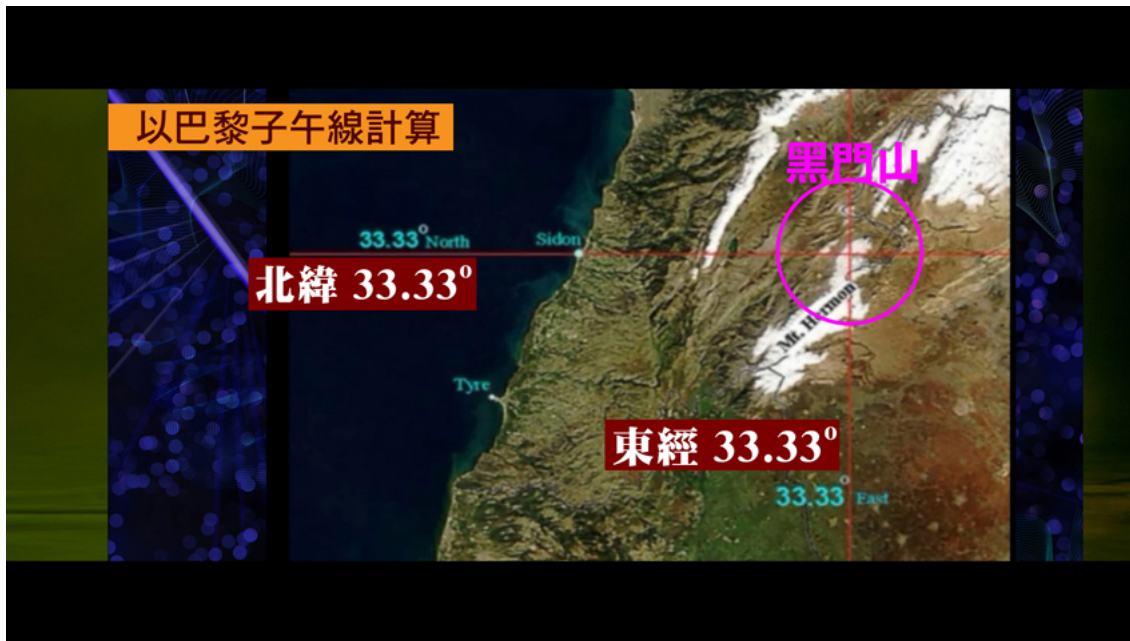 以巴黎子午線計算
黑門山
33.33° North
Sidon
北緯 33.33°
Mt. Hermon
Tyre
東經 33.33°
33.33° East